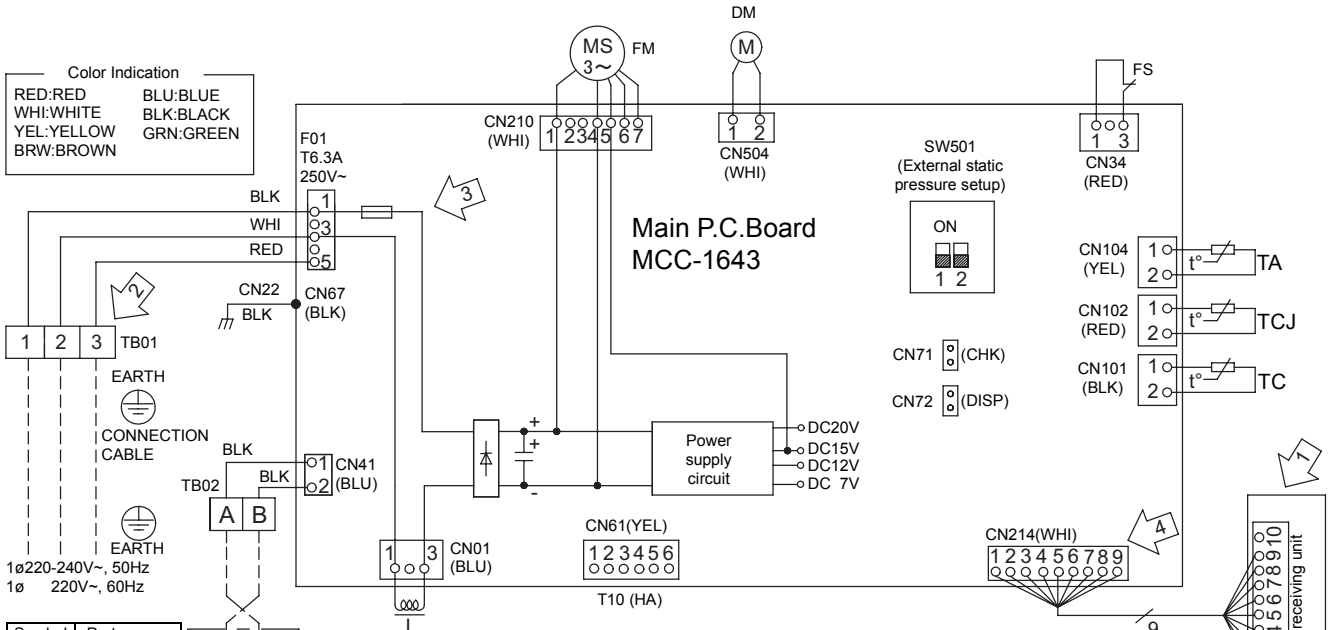 DM
MS
3~
FM
M
FS
Color Indication
RED:RED BLU:BLUE
WHI:WHITE BLK:BLACK
YEL:YELLOW GRN:GREEN
BRW:BROWN
CN210
(WHI)
1 2 3 4 5 6 7
1 2
CN504
(WHI)
1 3
CN34
(RED)
F01
T6.3A
250V~
SW501
(External static
pressure setup)
ON
1 2
Main P.C.Board
MCC-1643
BLK
WHI
RED
1
3
5
3
2
CN22
BLK
CN67
(BLK)
1 2 3 TB01
EARTH
CONNECTION
CABLE
CN104
(YEL)
1
2
t°
TA
CN102
(RED)
1
2
t°
TCJ
CN101
(BLK)
1
2
t°
TC
CN71 (CHK)
CN72 (DISP)
+
+
-
Power
supply
circuit
DC20V
DC15V
DC12V
DC 7V
BLK
BLK
1
2
CN41
(BLU)
TB02
A B
EARTH
1ø220-240V~, 50Hz
1ø 220V~, 60Hz
1 3
CN01
(BLU)
CN61(YEL)
1 2 3 4 5 6
T10 (HA)
CN214(WHI)
1 2 3 4 5 6 7 8 9
4
1
9
5 6 7 8 9 10
receiving unit